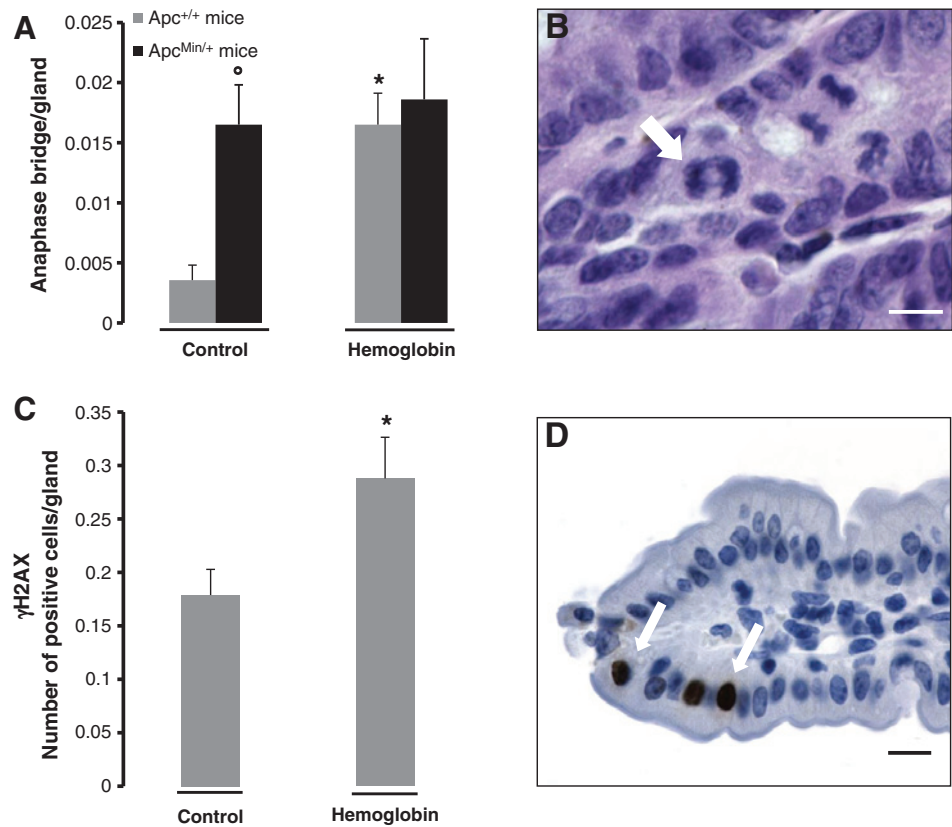 A
Apc+/+ mice
ApcMin/+ mice
Anaphase bridge/gland
0.025
0.02
0.015
0.01
0.005
0
°
*
Control
Hemoglobin
B
C
γH2AX
Number of positive cells/gland
0.35
0.3
0.25
0.2
0.15
0.1
0.05
0
*
Control
Hemoglobin
D